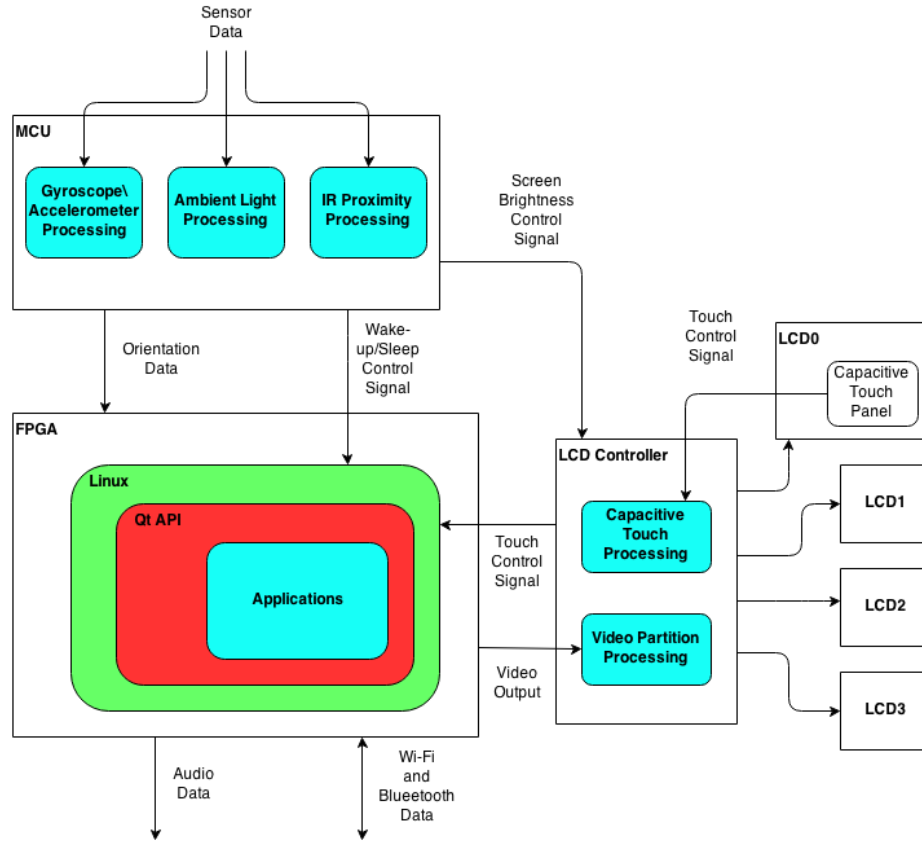 Sensor
Data
MCU
Gyroscope\
Accelerometer
Processing
Ambient Light
Processing
IR Proximity
Processing
Screen
Brightness
Control
Signal
Orientation
Data
Wake-
up/Sleep
Control
Signal
Touch
Control
Signal
LCD0
Capacitive
Touch
Panel
FPGA
Linux
Qt API
Applications
Touch
Control
Signal
Video
Output
LCD Controller
Capacitive
Touch
Processing
Video Partition
Processing
LCD1
LCD2
LCD3
Audio
Data
Wi-Fi
and
Blueetooth
Data